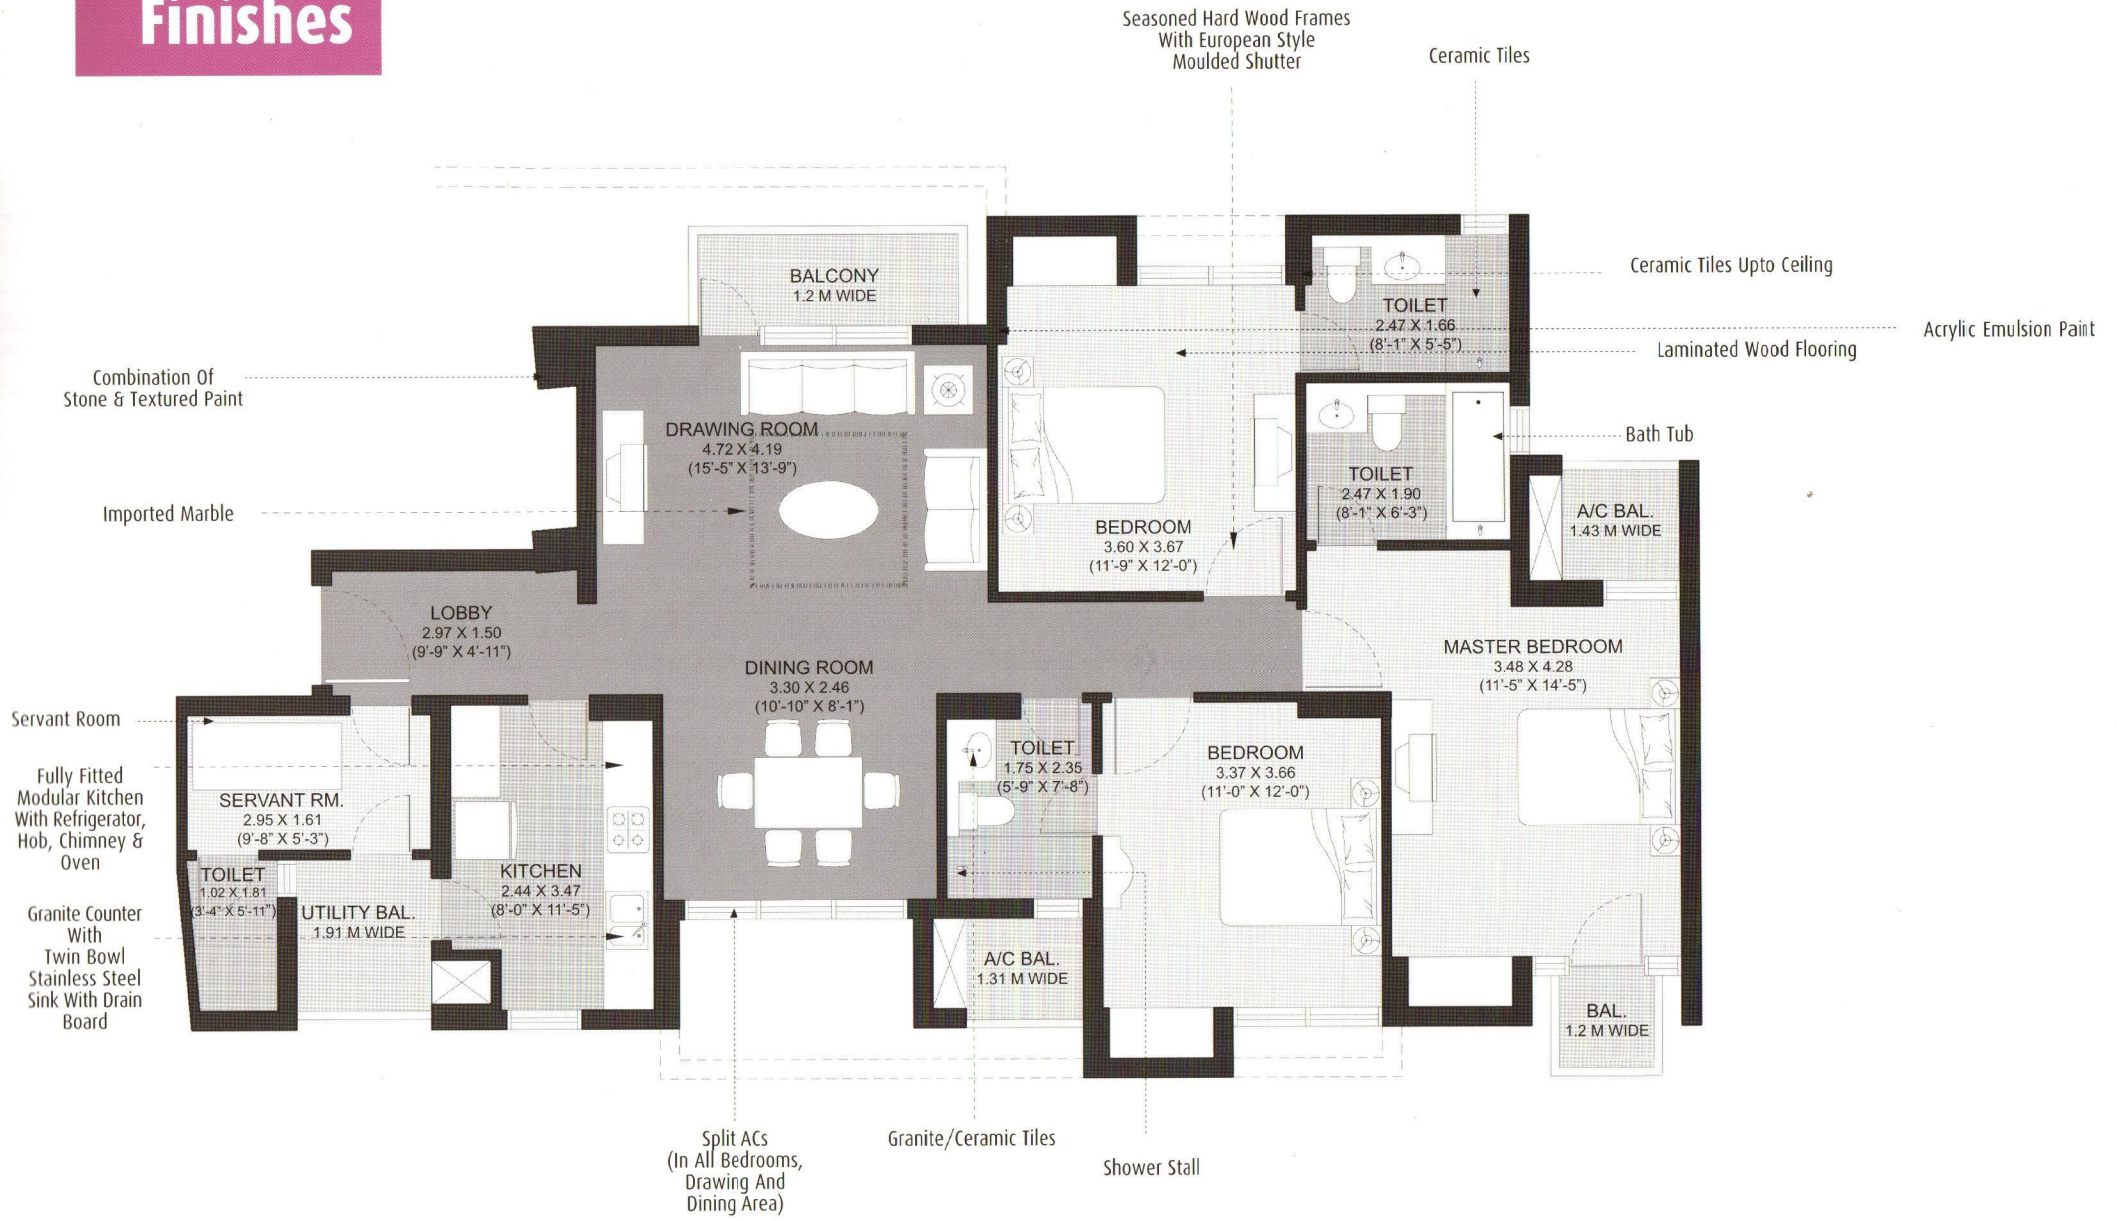 Finishes
Seasoned Hard Wood Frames
With European Style
Moulded Shutter
Ceramic Tiles
Ceramic Tiles Upto Ceiling
Acrylic Emulsion Paint
Laminated Wood Flooring
Bath Tub
Combination Of
Stone & Textured Paint
Imported Marble
Servant Room
Fully Fitted
Modular Kitchen
With Refrigerator,
Hob, Chimney &
Oven
Granite Counter
With
Twin Bowl
Stainless Steel
Sink With Drain
Board
BALCONY
1.2 M WIDE
TOILET
2.47 X 1.66
(8'-1" X 5'-5")
DRAWING ROOM
4.72 X 4.19
(15'-5" X 13'-9")
TOILET
2.47 X 1.90
(8'-1" X 6'-3")
A/C BAL.
1.43 M WIDE
BEDROOM
3.60 X 3.67
(11'-9" X 12'-0")
LOBBY
2.97 X 1.50
(9'-9" X 4'-11")
DINING ROOM
3.30 X 2.46
(10'-10" X 8'-1")
MASTER BEDROOM
3.48 X 4.28
(11'-5" X 14'-5")
TOILET
1.75 X 2.35
(5'-9" X 7'-8")
BEDROOM
3.37 X 3.66
(11'-0" X 12'-0")
SERVANT RM.
2.95 X 1.61
(9'-8" X 5'-3")
TOILET
1.02 X 1.81
(3'-4" X 5'-11")
UTILITY BAL.
1.91 M WIDE
KITCHEN
2.44 X 3.47
(8'-0" X 11'-5")
A/C BAL.
1.31 M WIDE
BAL.
1.2 M WIDE
Split ACs
(In All Bedrooms,
Drawing And
Dining Area)
Granite/Ceramic Tiles
Shower Stall